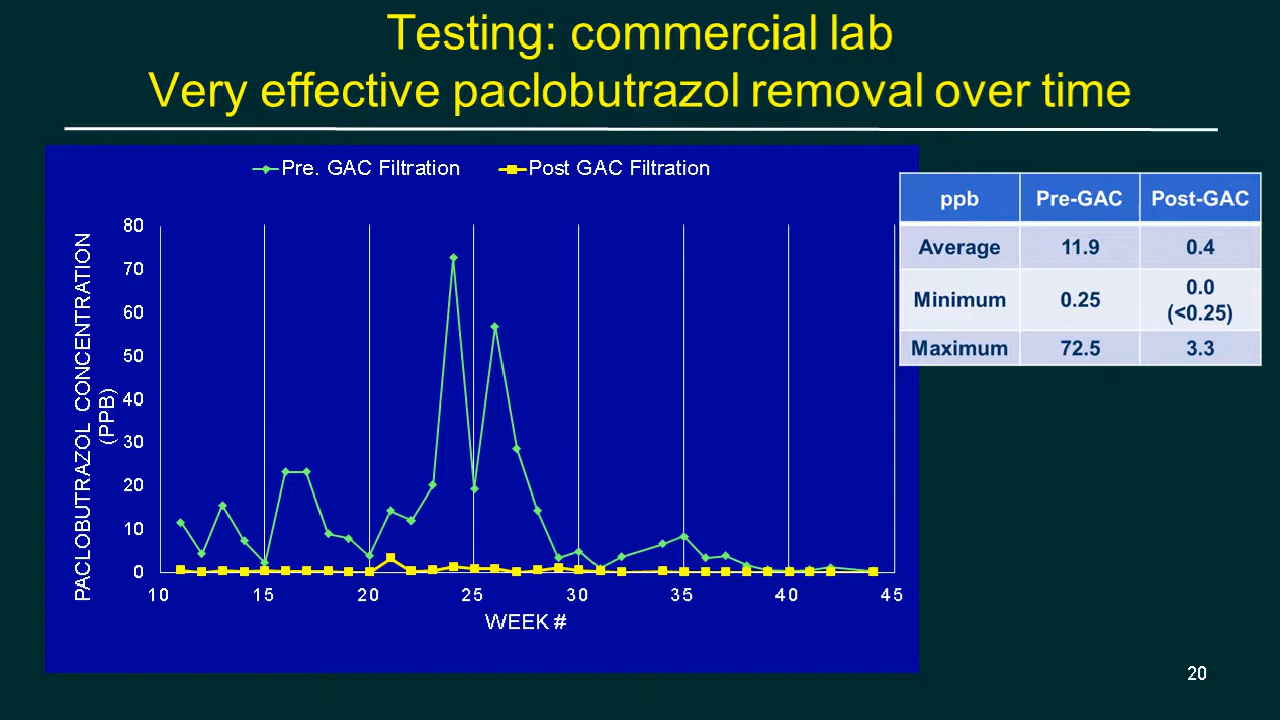 Testing: commercial lab
Very effective paclobutrazol removal over time
Pre. GAC Filtration
Post GAC Filtration
PACLOBUTRAZOL CONCENTRATION
(PPB)
80
70
60
50
40
30
20
10
0
10 15 20 25 30 35 40 45
WEEK #
ppb Pre-GAC Post-GAC
Average 11.9 0.4
Minimum 0.25 0.0
(<0.25)
Maximum 72.5 3.3
20